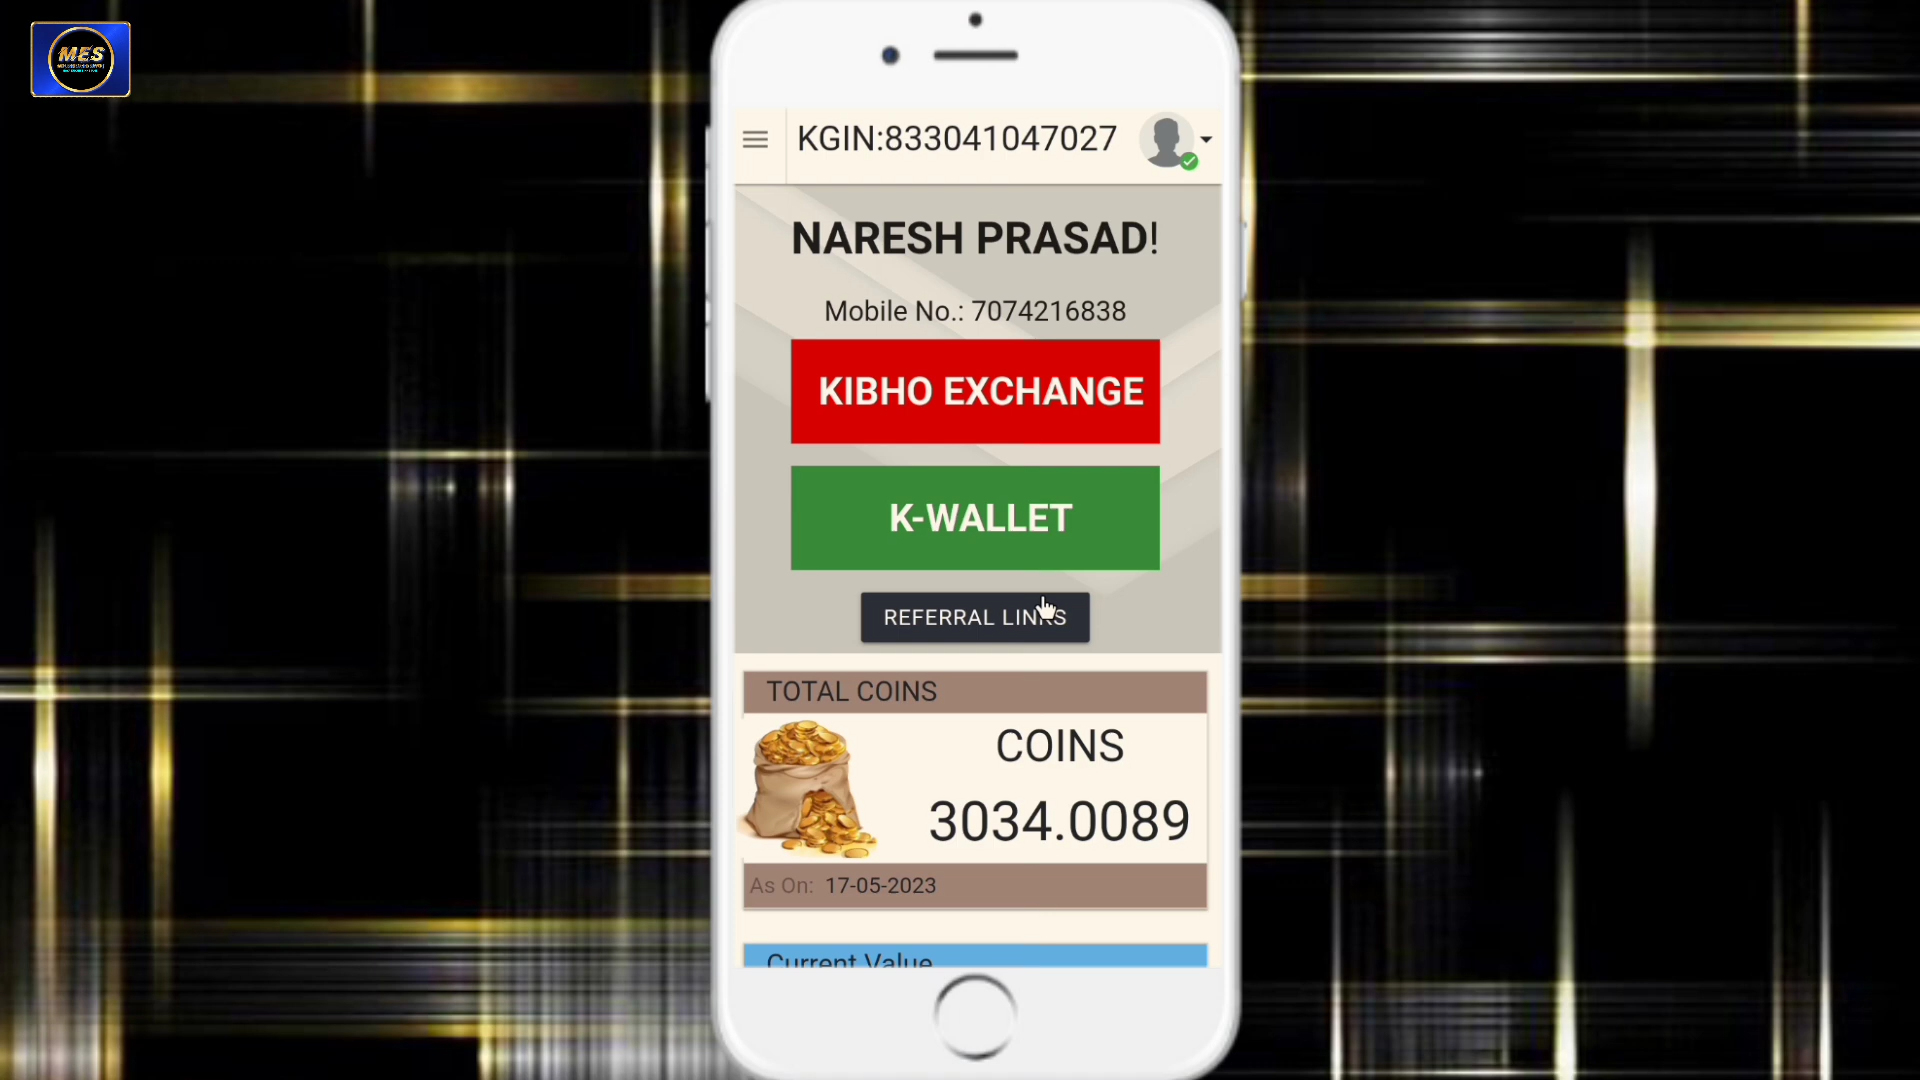 MES
KGIN:833041047027
NARESH PRASAD!
Mobile No.: 7074216838
KIBHO EXCHANGE
K-WALLET
REFERRAL LINKS
TOTAL COINS
COINS
3034.0089
As On: 17-05-2023
Current Value